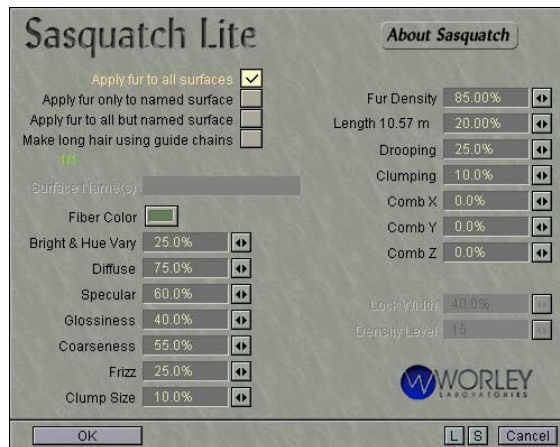 Sasquatch Lite
About Sasquatch
Apply fur to all surfaces
Apply fur only to named surface
Apply fur to all but named surface
Make long hair using guide chains
1/1
Surface Name(s)
Fiber Color
Bright & Hue Vary 25.0%
Diffuse 75.0%
Specular 60.0%
Glossiness 40.0%
Coarseness 55.0%
Frizz 25.0%
Clump Size 10.0%
Fur Density 85.00%
Length 10.57 m 20.00%
Drooping 25.0%
Clumping 10.0%
Comb X 0.0%
Comb Y 0.0%
Comb Z 0.0%
Lock Width 40.0%
Density Level 15
WORLEY
LABORATORIES
OK
L S Cancel